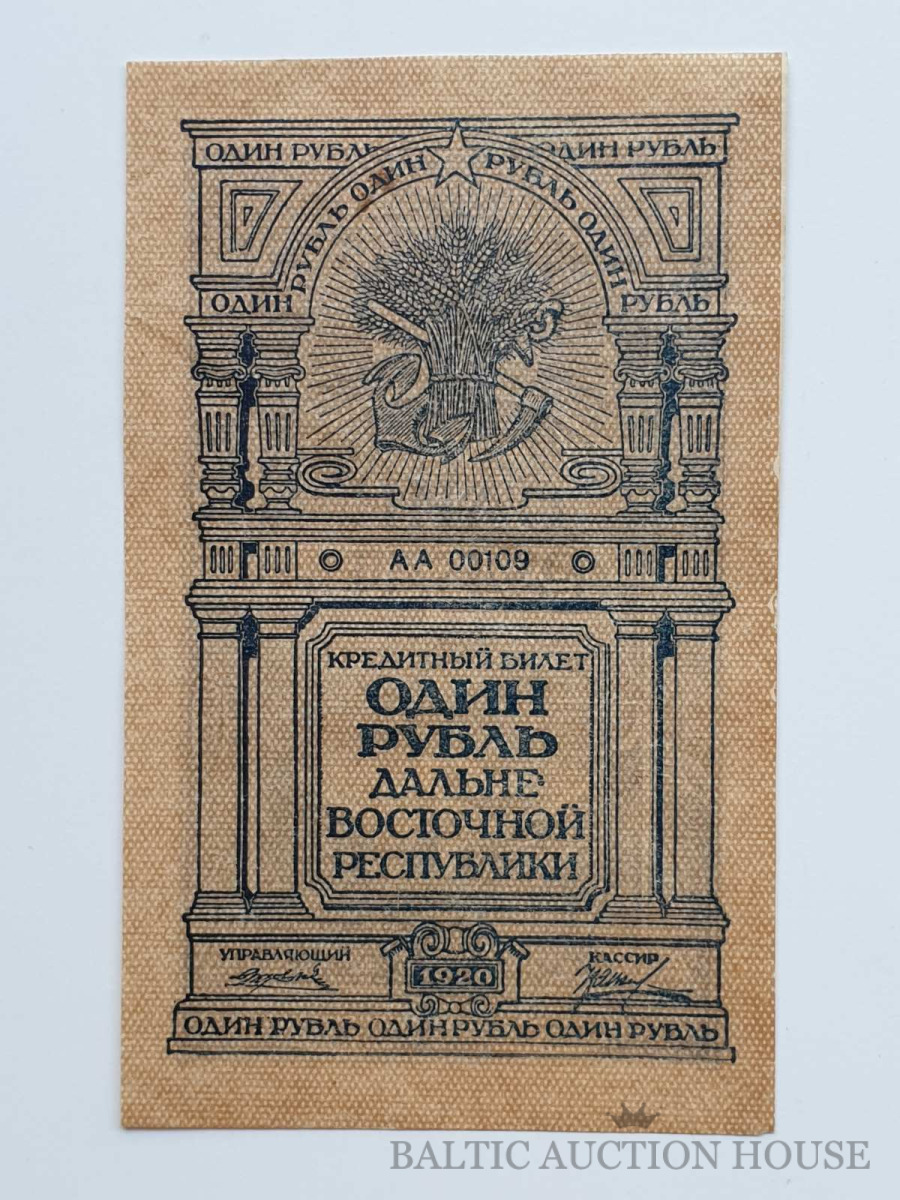 ОДИН РУБЛЬ ОДИН РУБЛЬ
РУБЛЬ ОДИН РУБЛЬ ОДИН
ОДИН РУБЛЬ
АА 00109
КРЕДИТНЫЙ БИЛЕТ
ОДИН
РУБЛЬ
ДАЛЬНЕ-
ВОСТОЧНОЙ
РЕСПУБЛИКИ
УПРАВЛЯЮЩИЙ КАССИР
1920
ОДИН РУБЛЬ ОДИН РУБЛЬ ОДИН РУБЛЬ
BALTIC AUCTION HOUSE